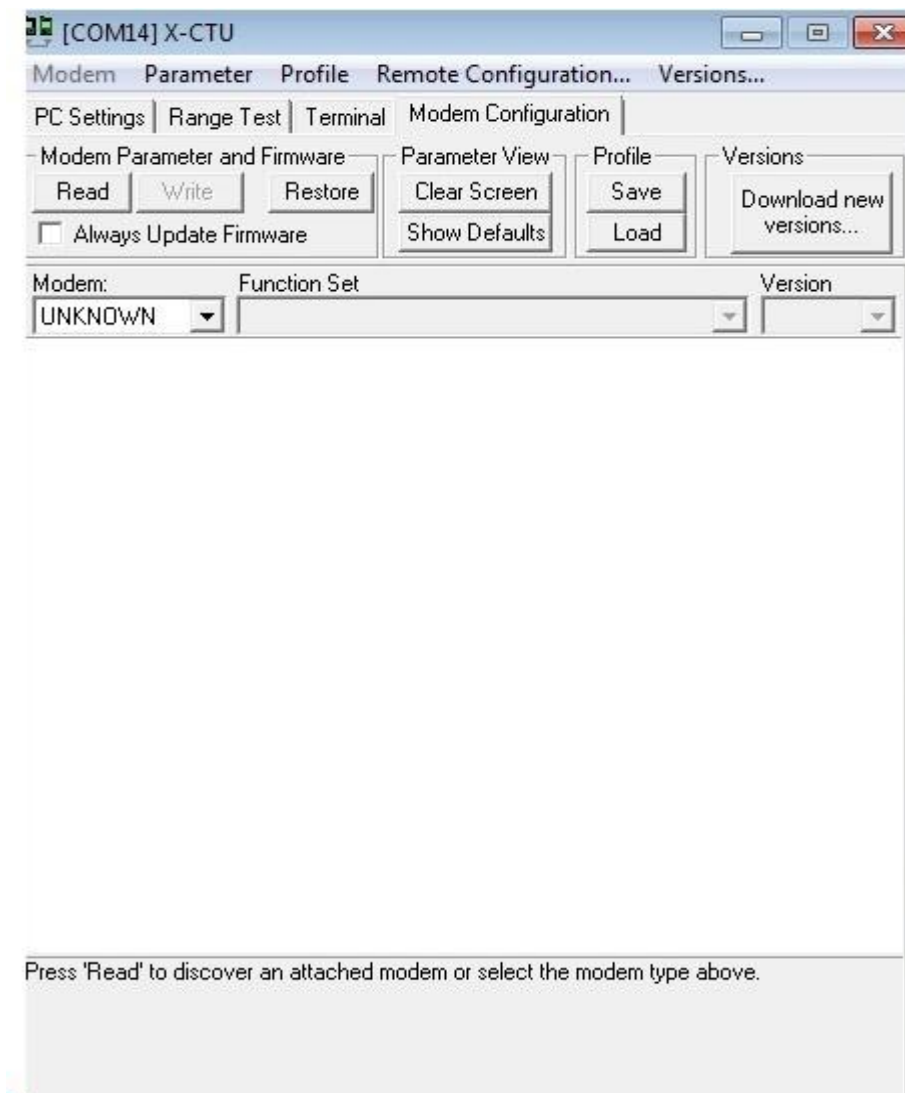 [COM14] X-CTU
Modem Parameter Profile Remote Configuration... Versions...
PC Settings Range Test Terminal Modem Configuration
Modem Parameter and Firmware Parameter View Profile Versions
Read Write Restore Clear Screen Save Download new versions...
Always Update Firmware Show Defaults Load
Modem: Function Set Version
UNKNOWN
Press 'Read' to discover an attached modem or select the modem type above.